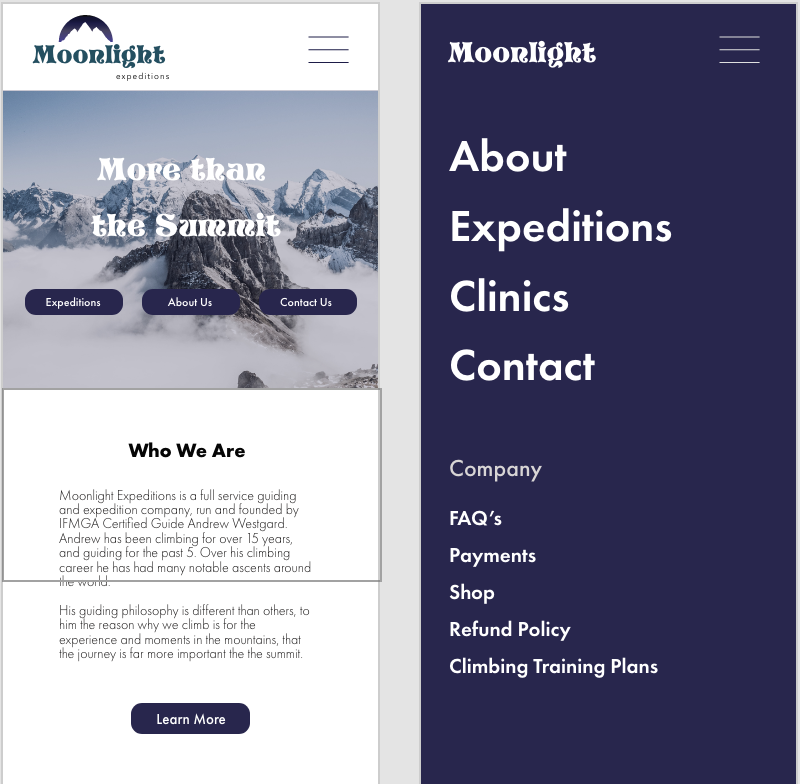 Moonlight
expeditions
More than
the Summit
Expeditions
About Us
Contact Us
Who We Are
Moonlight Expeditions is a full service guiding
and expedition company, run and founded by
IFMGA Certified Guide Andrew Westgard.
Andrew has been climbing for over 15 years,
and guiding for the past 5. Over his climbing
career he has had many notable ascents around
the world.
His guiding philosophy is different than others, to
him the reason why we climb is for the
experience and moments in the mountains, that
the journey is far more important the the summit.
Learn More
Moonlight
About
Expeditions
Clinics
Contact
Company
FAQ’s
Payments
Shop
Refund Policy
Climbing Training Plans